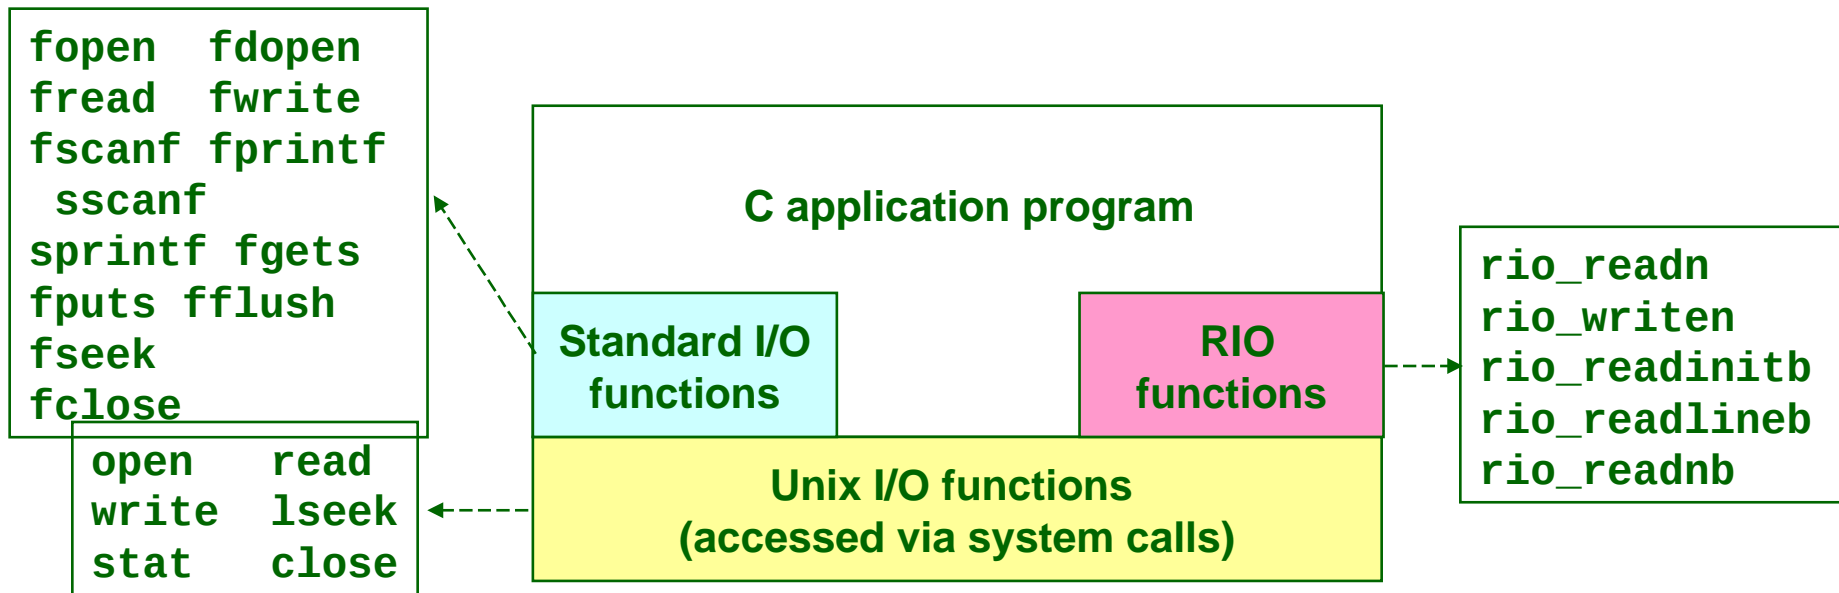 fopen  fdopen
fread  fwrite
fscanf fprintf
sscanf
sprintf fgets
fputs fflush
fseek
fclose
open   read
write  lseek
stat   close
C application program
Standard I/O
functions
RIO
functions
Unix I/O functions
(accessed via system calls)
rio_readn
rio_writen
rio_readinitb
rio_readlineb
rio_readnb